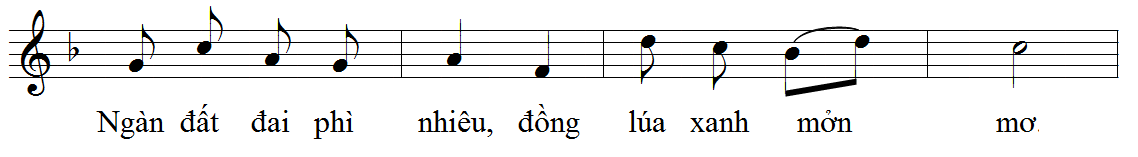 Ngàn đất đai phì nhiêu, đồng lúa xanh mởn mơ.